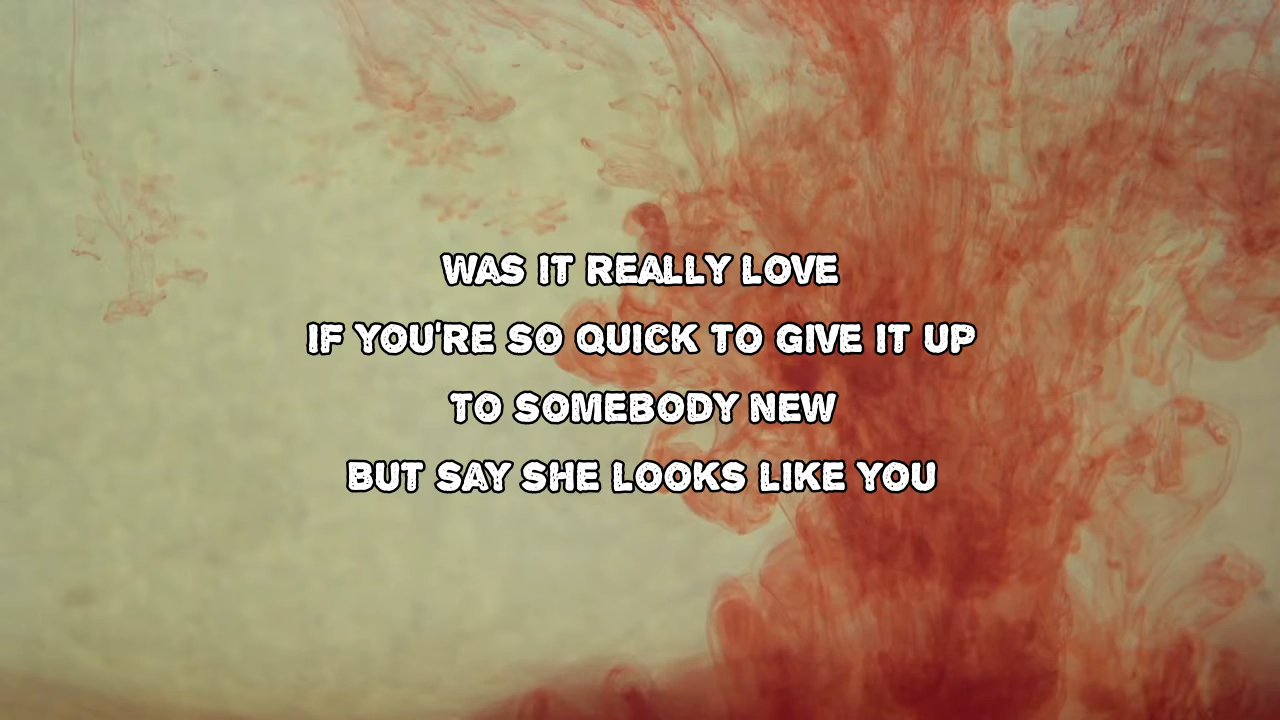 WAS IT REALLY LOVE
IF YOU'RE SO QUICK TO GIVE IT UP
TO SOMEBODY NEW
BUT SAY SHE LOOKS LIKE YOU